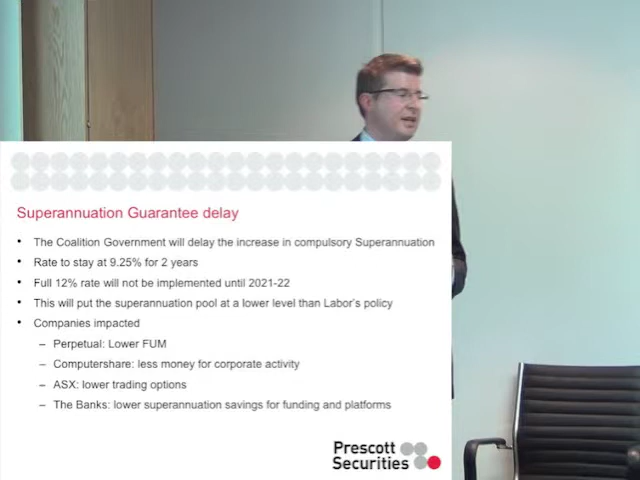 Superannuation Guarantee delay
• The Coalition Government will delay the increase in compulsory Superannuation
• Rate to stay at 9.25% for 2 years
• Full 12% rate will not be implemented until 2021-22
• This will put the superannuation pool at a lower level than Labor's policy
• Companies impacted
– Perpetual: Lower FUM
– Computershare: less money for corporate activity
– ASX: lower trading options
– The Banks: lower superannuation savings for funding and platforms
Prescott
Securities